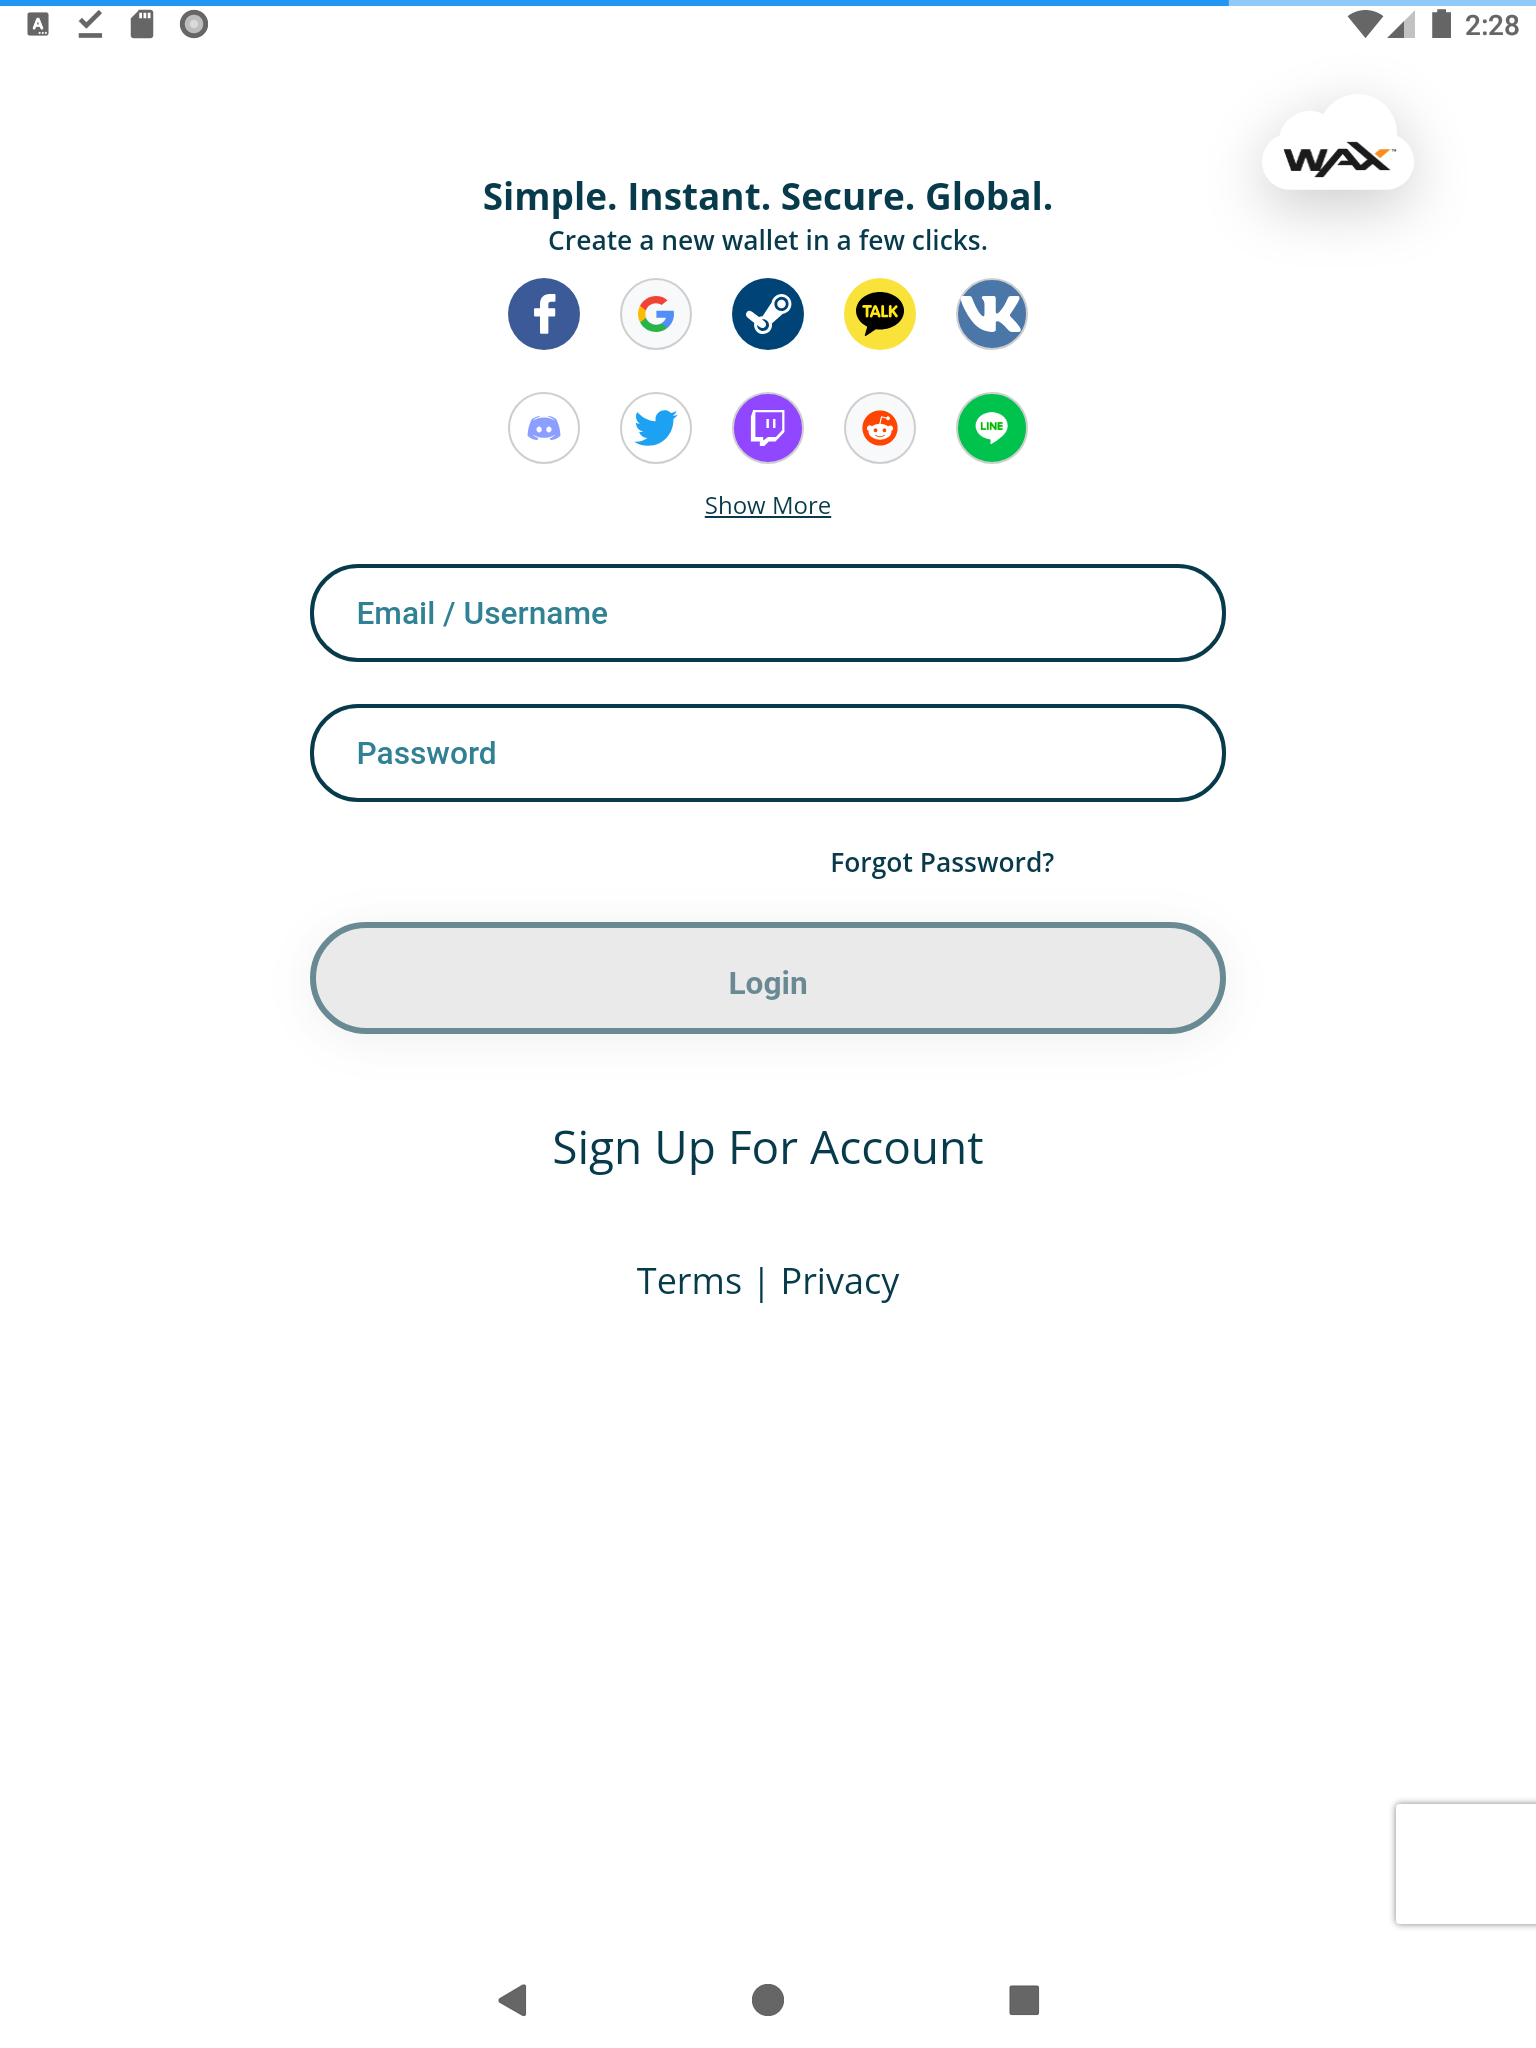 2:28
WAX™
Simple. Instant. Secure. Global.
Create a new wallet in a few clicks.
TALK
LINE
Show More
Email / Username
Password
Forgot Password?
Login
Sign Up For Account
Terms | Privacy